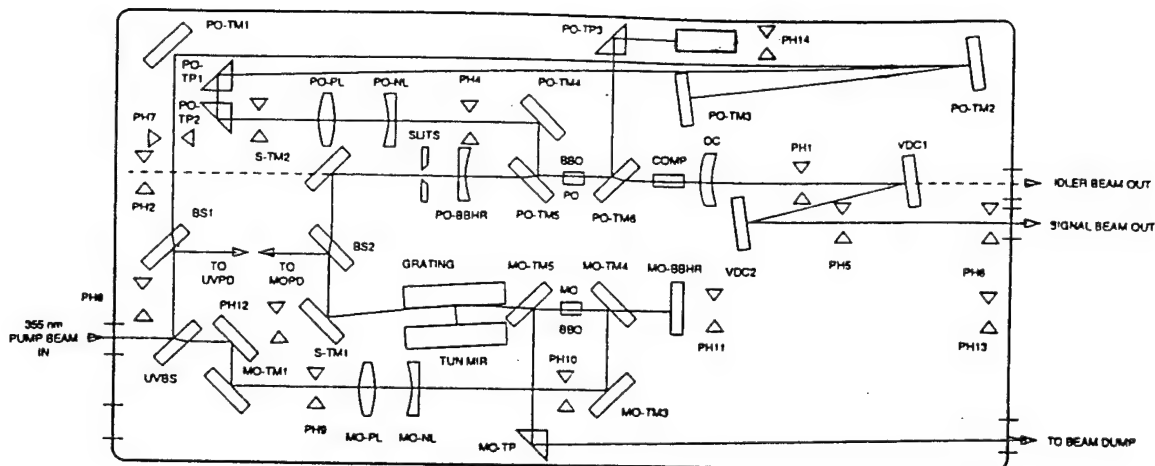 PO-TM1
PO-TP3
PH14
PO-
TP1
PO-PL
PO-NL
PH4
PO-TM4
PO-TM3
PO-TM2
PH7
PO-
TP2
S-TM2
SLITS
BBO
COMP
OC
PH1
VDC1
IDLER BEAM OUT
PH2
PO-BBHR
PO-TM5
PO
PO-TM6
BS1
BS2
SIGNAL BEAM OUT
TO
UVPD
TO
MOPD
GRATING
MO-TM5
MO
MO-TM4
MO-BBHR
VDC2
PH5
PH6
PH8
PH12
355 nm
PUMP BEAM
IN
S-TM1
BBO
PH11
PH13
UVBS
MO-TM1
TUN MIR
PH10
PH9
MO-PL
MO-NL
MO-TM3
MO-TP
TO BEAM DUMP